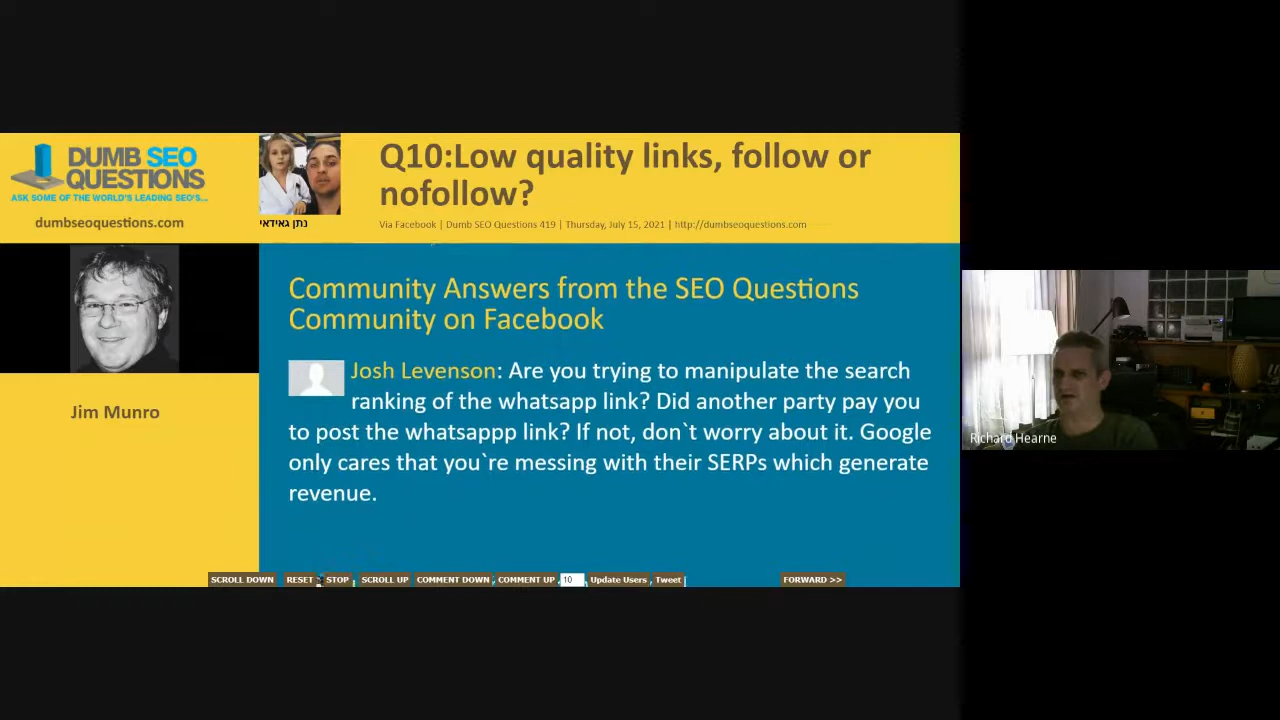 DUMB SEO
QUESTIONS
ASK SOME OF THE WORLD'S LEADING SEO'S...
dumbseoquestions.com
נתן גאידאי
Q10:Low quality links, follow or
nofollow?
Via Facebook | Dumb SEO Questions 419 | Thursday, July 15, 2021 | http://dumbseoquestions.com
Jim Munro
Community Answers from the SEO Questions
Community on Facebook
Josh Levenson: Are you trying to manipulate the search
ranking of the whatsapp link? Did another party pay you
to post the whatsappp link? If not, don`t worry about it. Google
only cares that you`re messing with their SERPs which generate
revenue.
SCROLL DOWN RESET STOP SCROLL UP COMMENT DOWN COMMENT UP 10 Update Users Tweet FORWARD >>
Richard Hearne